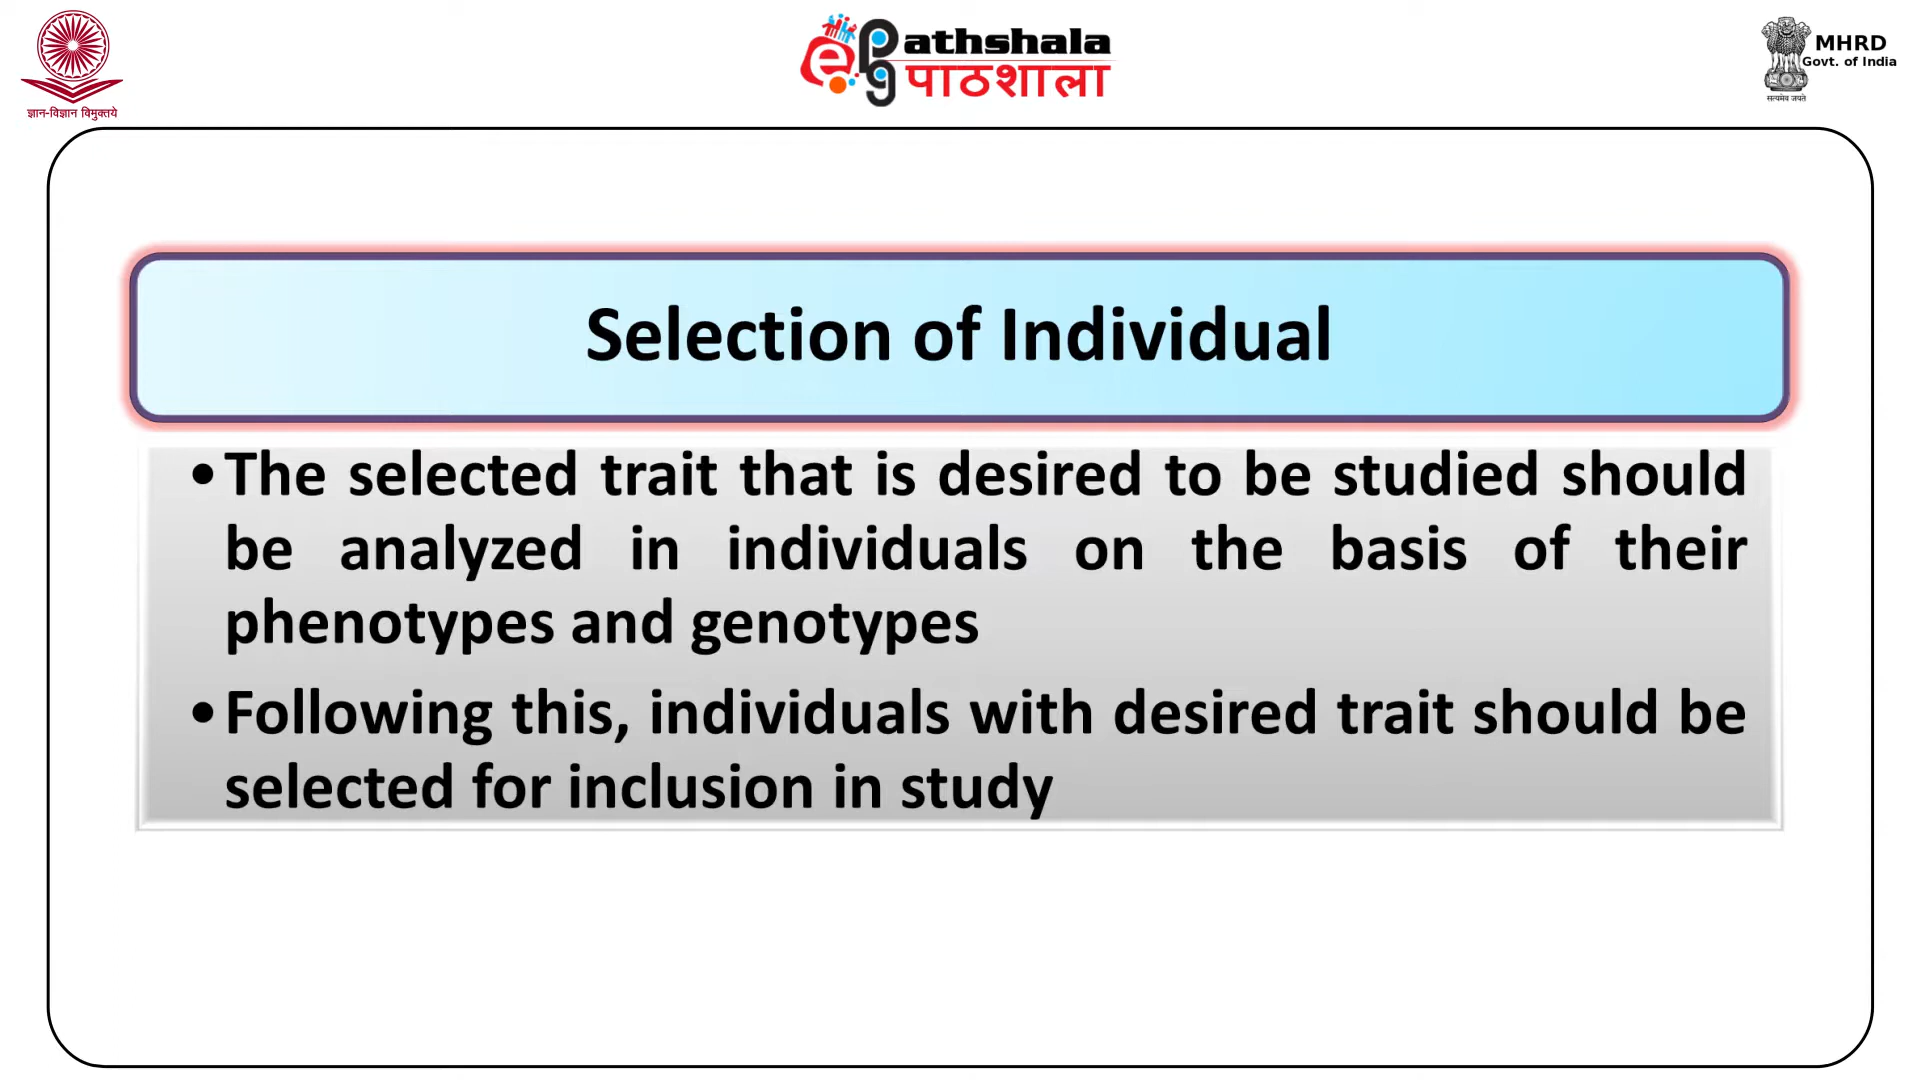 ज्ञान-विज्ञान विमुक्तये
e PG athshala
पाठशाला
MHRD
Govt. of India
सत्यमेव जयते
Selection of Individual
•The selected trait that is desired to be studied should
be analyzed in individuals on the basis of their
phenotypes and genotypes
•Following this, individuals with desired trait should be
selected for inclusion in study